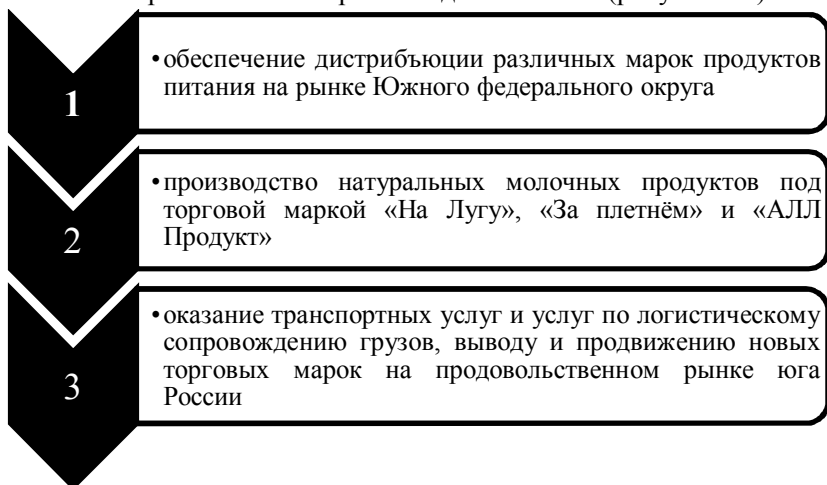 1
•обеспечение дистрибъюции различных марок продуктов
питания на рынке Южного федерального округа
2
•производство натуральных молочных продуктов под
торговой маркой «На Лугу», «За плетнём» и «АЛЛ
Продукт»
3
•оказание транспортных услуг и услуг по логистическому
сопровождению грузов, выводу и продвижению новых
торговых марок на продовольственном рынке юга
России